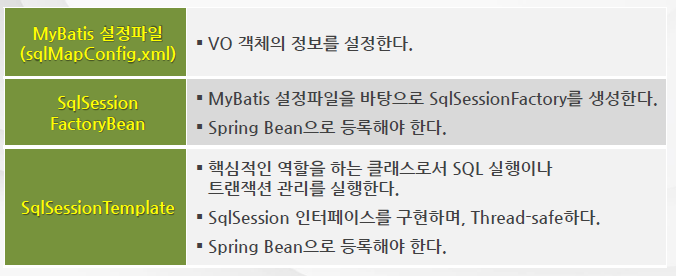 MyBatis 설정파일
(sqlMapConfig.xml)
▪ VO 객체의 정보를 설정한다.
SqlSession
FactoryBean
▪ MyBatis 설정파일을 바탕으로 SqlSessionFactory를 생성한다.
▪ Spring Bean으로 등록해야 한다.
SqlSessionTemplate
▪ 핵심적인 역할을 하는 클래스로서 SQL 실행이나
트랜잭션 관리를 실행한다.
▪ SqlSession 인터페이스를 구현하며, Thread-safe하다.
▪ Spring Bean으로 등록해야 한다.